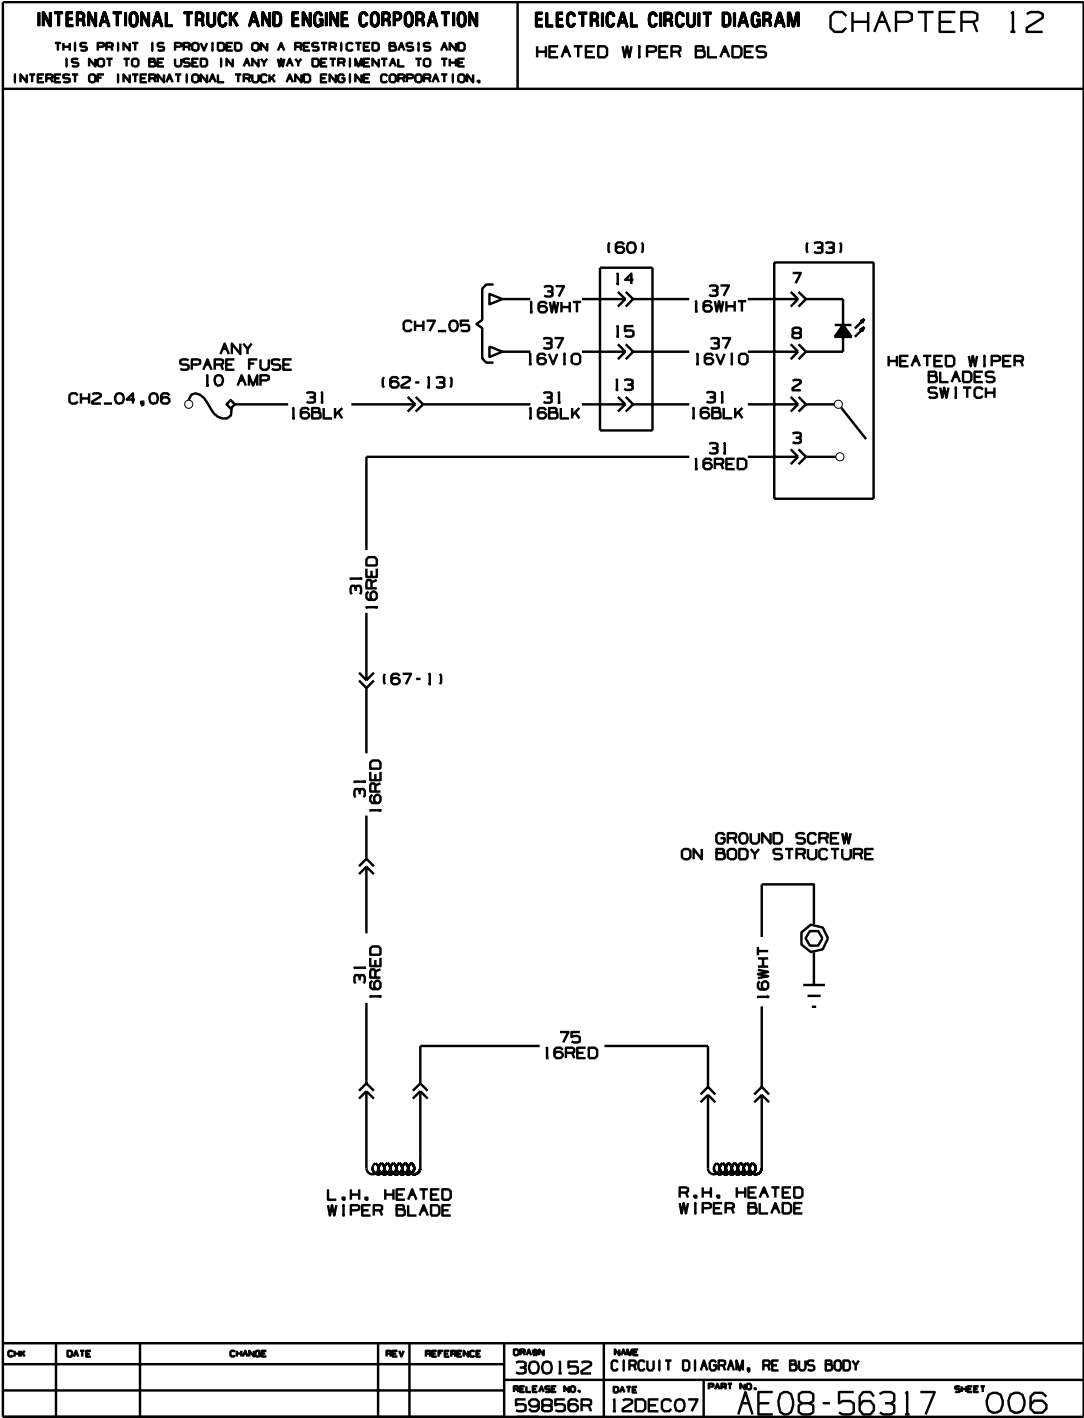 INTERNATIONAL TRUCK AND ENGINE CORPORATION
THIS PRINT IS PROVIDED ON A RESTRICTED BASIS AND
IS NOT TO BE USED IN ANY WAY DETRIMENTAL TO THE
INTEREST OF INTERNATIONAL TRUCK AND ENGINE CORPORATION.
ELECTRICAL CIRCUIT DIAGRAM CHAPTER 12
HEATED WIPER BLADES
(60)
(33)
37
16WHT
14
37
16WHT
7
CH7_05
37
16VIO
15
37
16VIO
8
HEATED WIPER
BLADES
SWITCH
ANY
SPARE FUSE
10 AMP
CH2_04,06
31
16BLK
(62-13)
31
16BLK
13
31
16BLK
2
31
16RED
3
31
16RED
(67-1)
31
16RED
31
16RED
GROUND SCREW
ON BODY STRUCTURE
16WHT
75
16RED
L.H. HEATED
WIPER BLADE
R.H. HEATED
WIPER BLADE
CHK DATE CHANGE REV REFERENCE
DRAWN
300152
NAME
CIRCUIT DIAGRAM, RE BUS BODY
RELEASE NO.
59856R
DATE
12DEC07
PART NO.
AE08-56317
SHEET
006